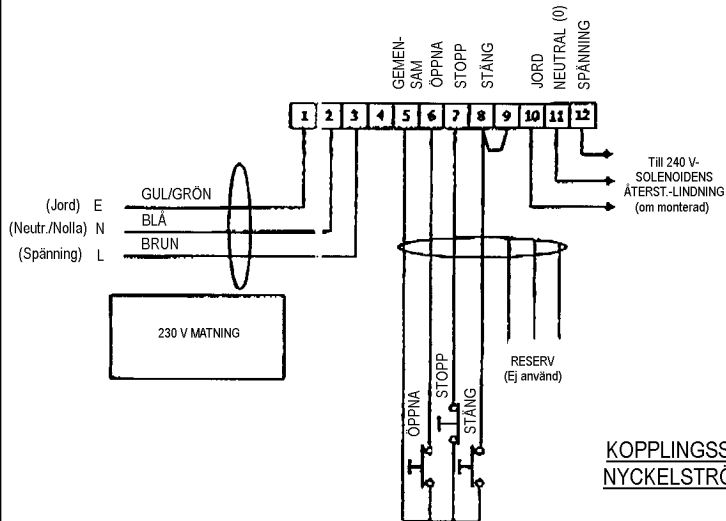 GEMEN-
SAM
ÖPPNA
STOPP
STÄNG
JORD
NEUTRAL (0)
SPÄNNING
1 2 3 4 5 6 7 8 9 10 11 12
Till 240 V-
SOLENOIDENS
ÅTERST.-LINDNING
(om monterad)
(Jord) E GUL/GRÖN
(Neutr./Nolla) N BLÅ
(Spänning) L BRUN
230 V MATNING
RESERV
(Ej använd)
ÖPPNA
STOPP
STÄNG
KOPPLINGSS
NYCKELSTRÖ